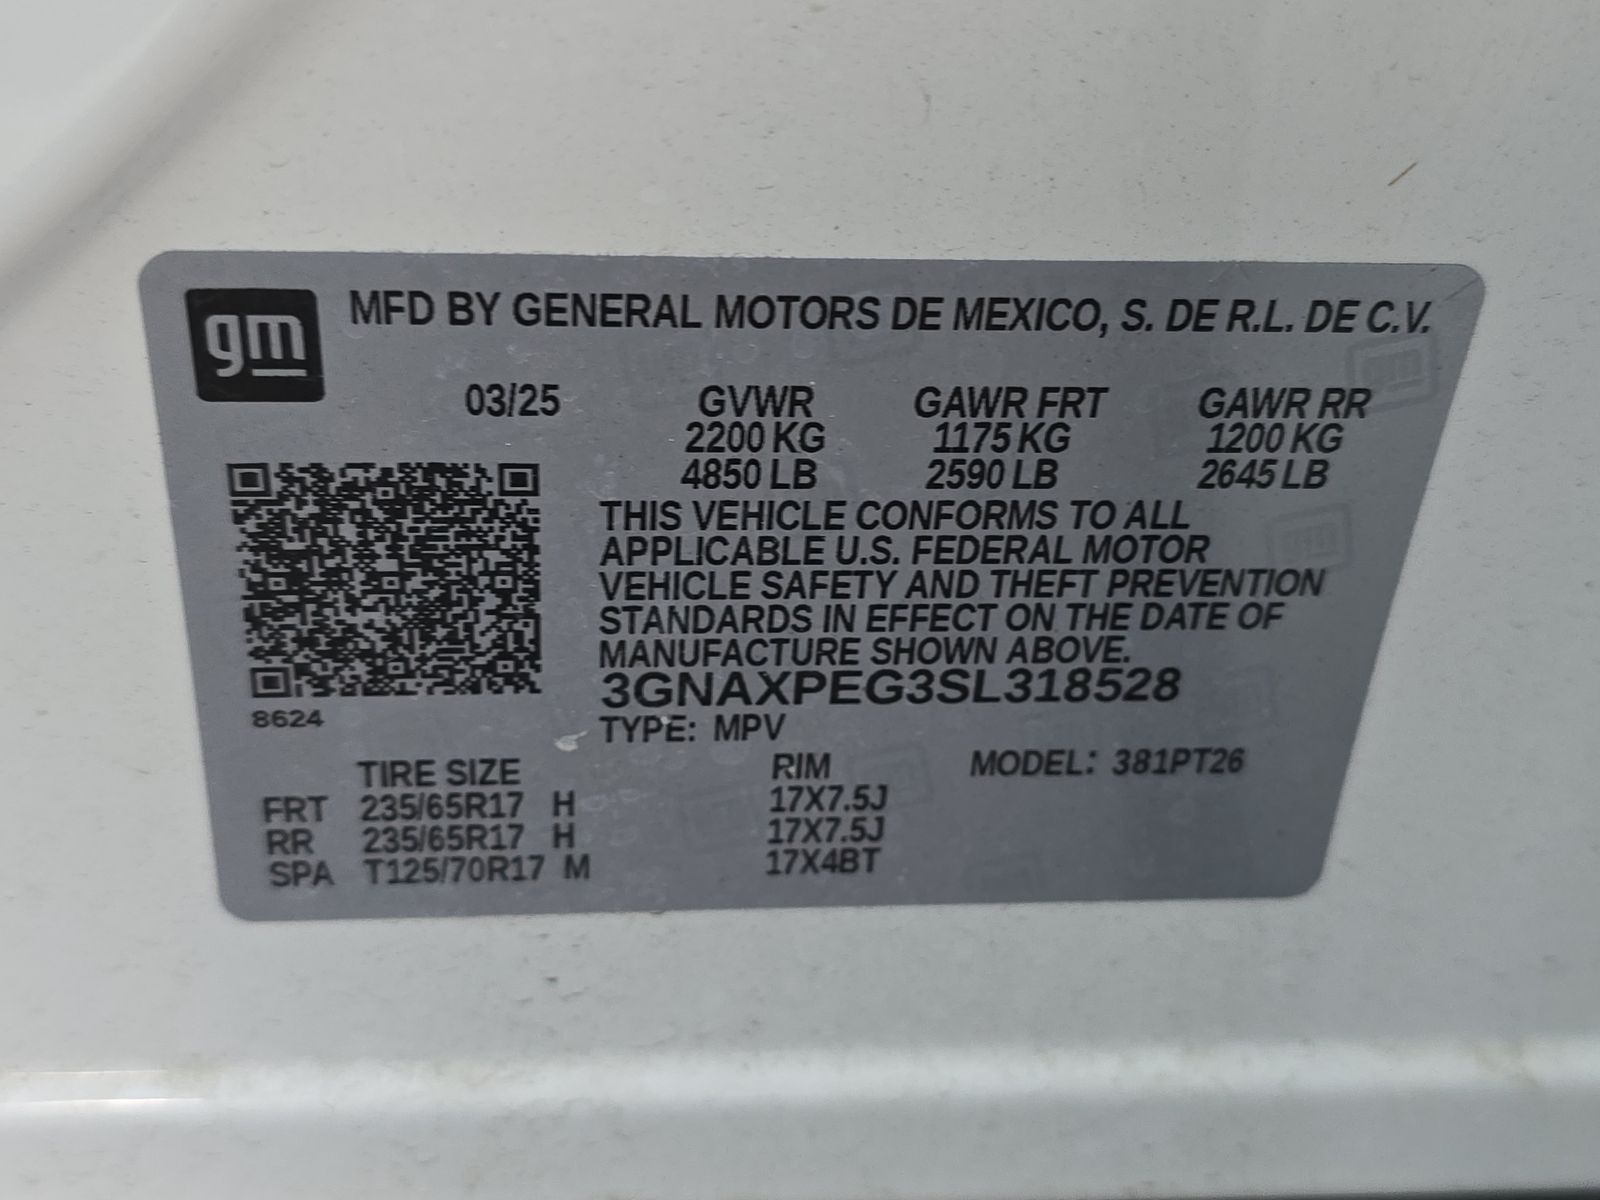 gm MFD BY GENERAL MOTORS DE MEXICO, S. DE R.L. DE C.V.
03/25 GVWR GAWR FRT GAWR RR
2200 KG 1175 KG 1200 KG
4850 LB 2590 LB 2645 LB
THIS VEHICLE CONFORMS TO ALL
APPLICABLE U.S. FEDERAL MOTOR
VEHICLE SAFETY AND THEFT PREVENTION
STANDARDS IN EFFECT ON THE DATE OF
MANUFACTURE SHOWN ABOVE.
3GNAXPEG3SL318528
8624 TYPE: MPV
TIRE SIZE RIM MODEL: 381PT26
FRT 235/65R17 H 17X7.5J
RR 235/65R17 H 17X7.5J
SPA T125/70R17 M 17X4BT